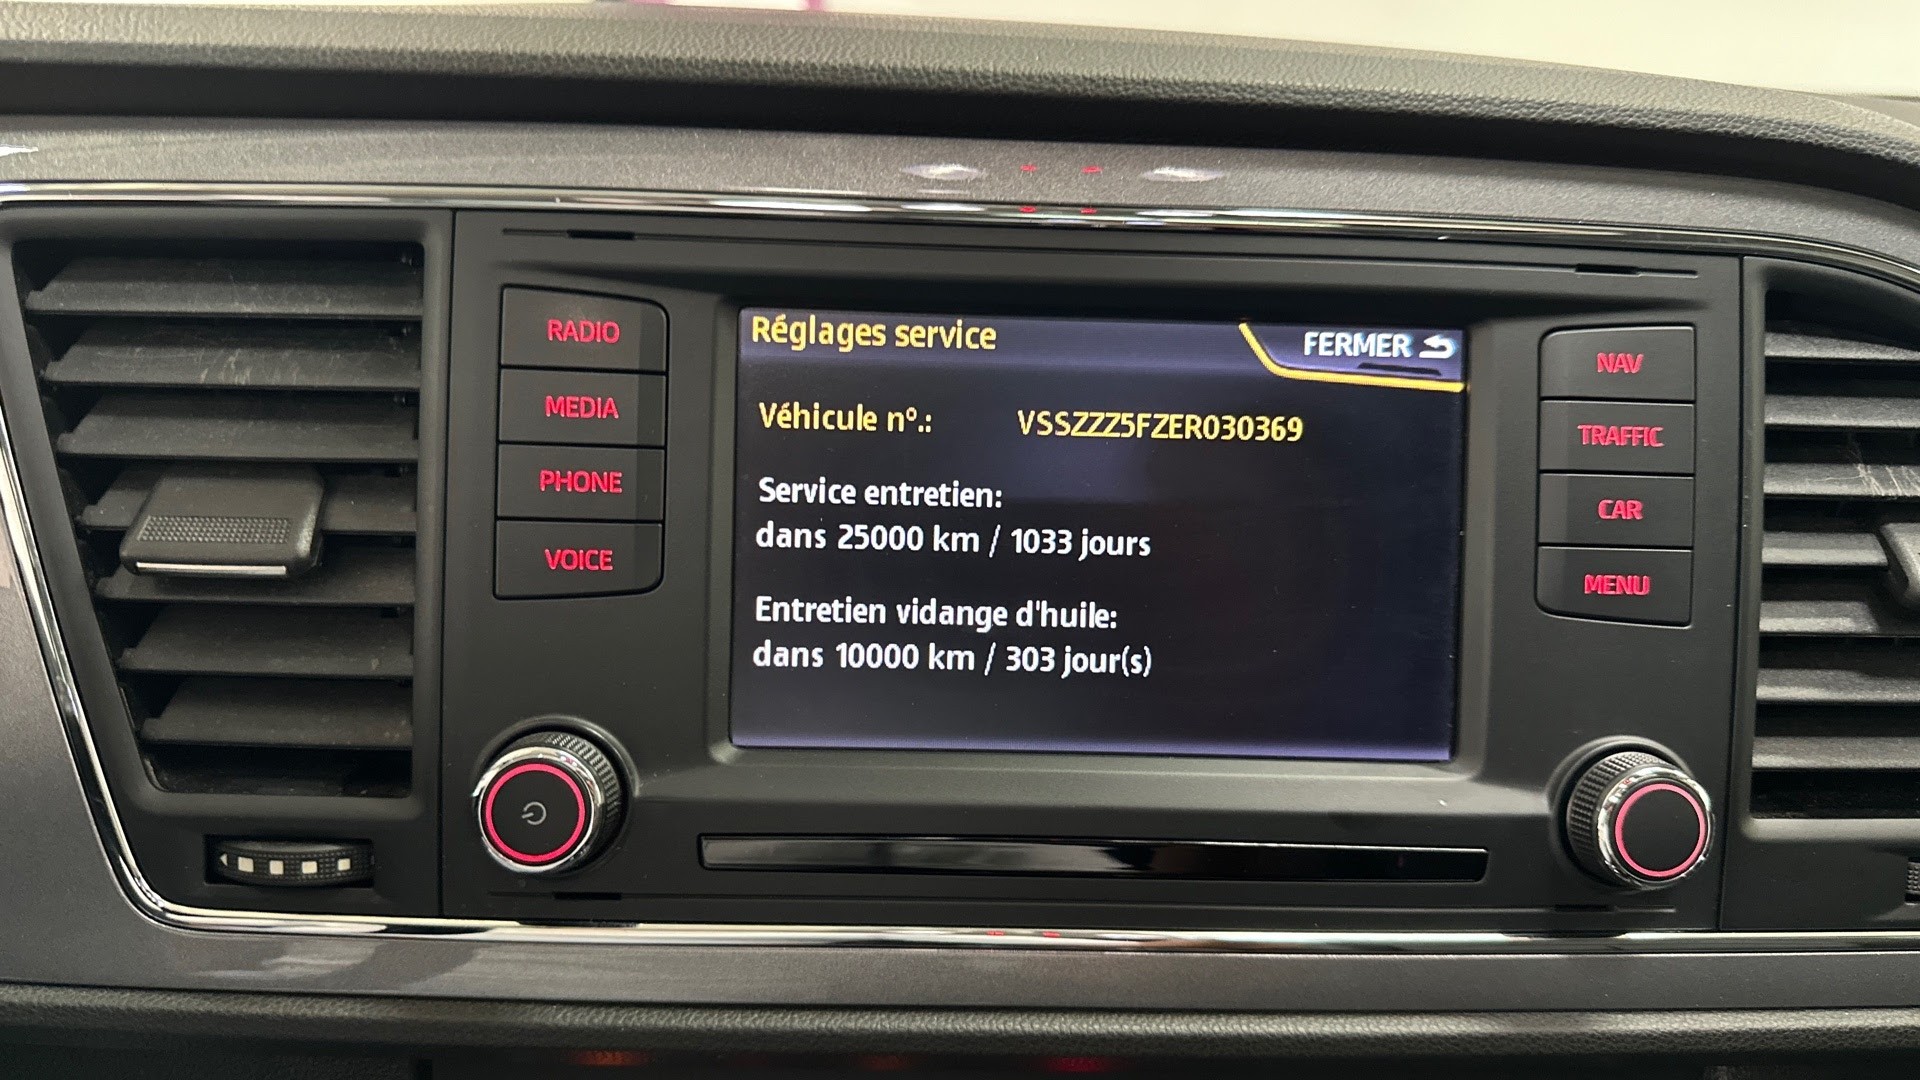 RADIO
MEDIA
PHONE
VOICE
Réglages service
FERMER
Véhicule nº.: VSSZZZ5FZER030369
Service entretien:
dans 25000 km / 1033 jours
Entretien vidange d'huile:
dans 10000 km / 303 jour(s)
NAV
TRAFFIC
CAR
MENU